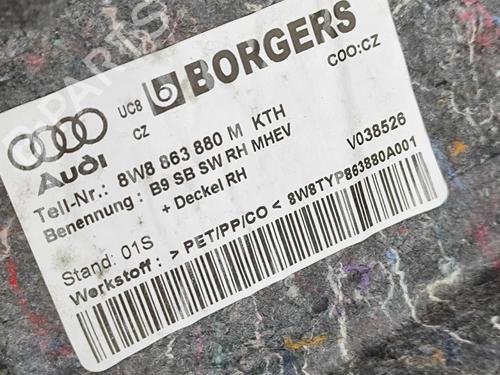 UC8 BORGERS
CZ COO:CZ
Audi
Teil-Nr.: 8W8 863 880 M KTH
Benennung : B9 SB SW RH MHEV
+ Deckel RH V038526
Stand: 01S
Werkstoff: > PET/PP/CO < 8W8TYP863880A001